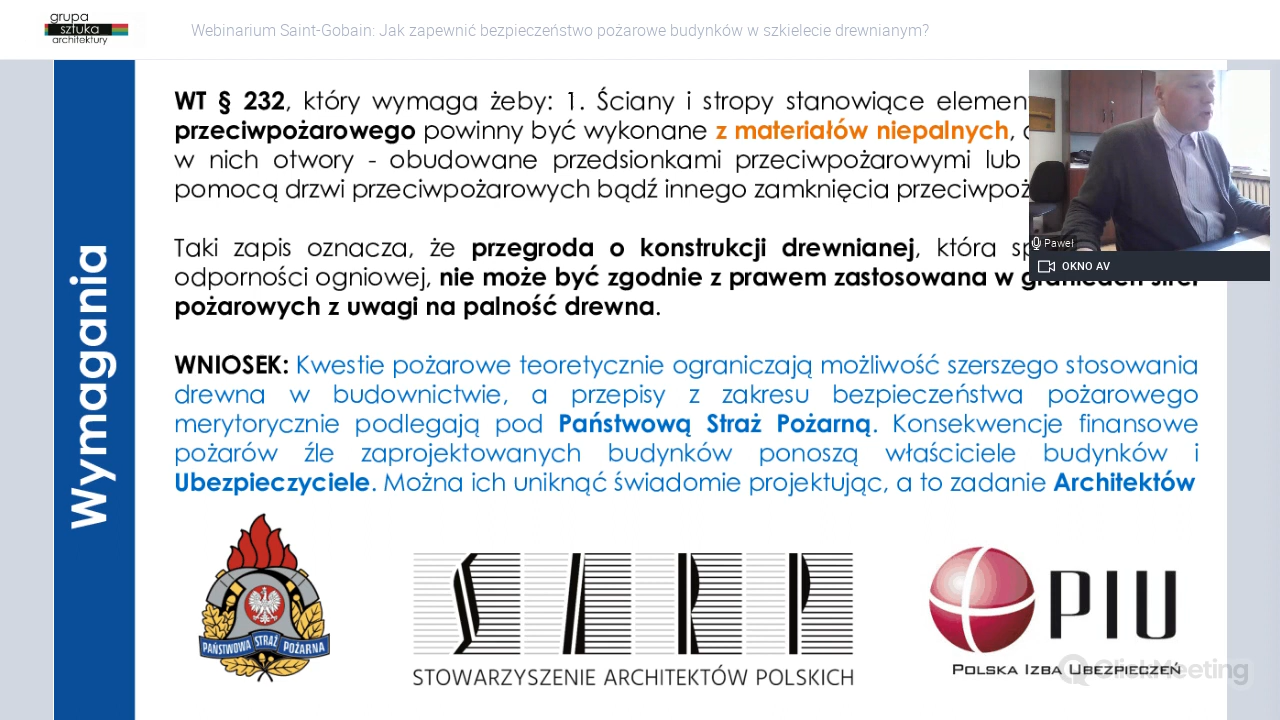 grupa
sztuka
architektury
Webinarium Saint-Gobain: Jak zapewnić bezpieczeństwo pożarowe budynków w szkielecie drewnianym?
WT § 232, który wymaga żeby: 1. Ściany i stropy stanowiące
przeciwpożarowego powinny być wykonane z materiałów niepalnych,
w nich otwory - obudowane przedsionkami przeciwpożarowymi lub
pomocą drzwi przeciwpożarowych bądź innego zamknięcia
Taki zapis oznacza, że przegroda o konstrukcji drewnianej, która
odporności ogniowej, nie może być zgodnie z prawem zastosowana w
pożarowych z uwagi na palność drewna.
WNIOSEK: Kwestie pożarowe teoretycznie ograniczają możliwość szerszego stosowania
drewna w budownictwie, a przepisy z zakresu bezpieczeństwa pożarowego
merytorycznie podlegają pod Państwową Straż Pożarną. Konsekwencje finansowe
pożarów źle zaprojektowanych budynków ponoszą właściciele budynków i
Ubezpieczyciele. Można ich uniknąć świadomie projektując, a to zadanie Architektów
Wymagania
Paweł
OKNO AV
PAŃSTWOWA STRAŻ POŻARNA
SARP
STOWARZYSZENIE ARCHITEKTÓW POLSKICH
PIU
POLSKA IZBA UBEZPIECZEŃ
ClickMeeting